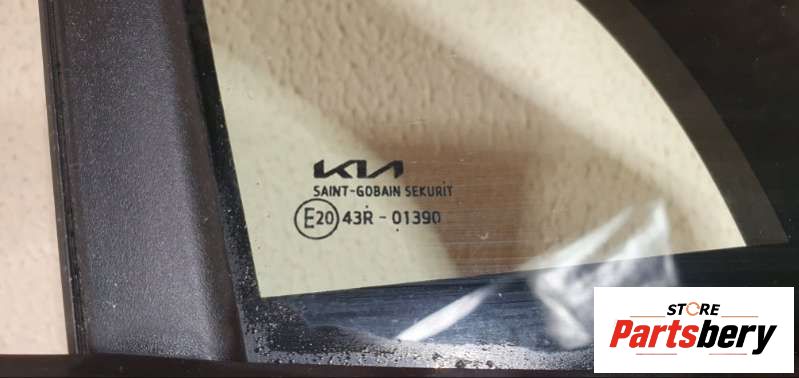 KIA
SAINT-GOBAIN SEKURIT
E20 43R - 01390
STORE
Partsbery